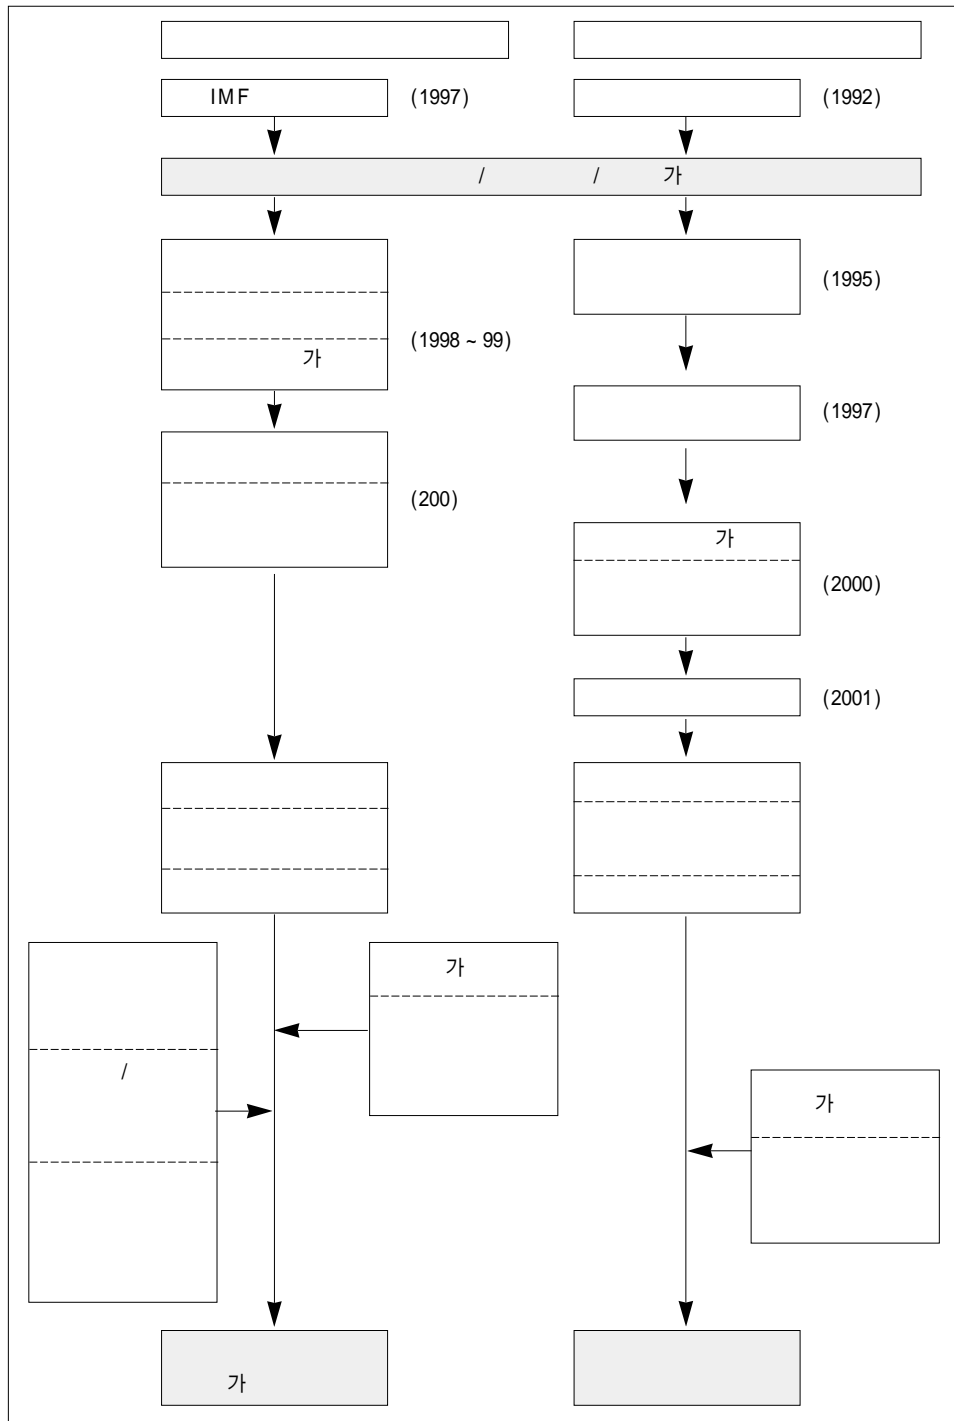 IMF (1997) (1992)
/ / 가
(1995)
(1998 ~ 99)
가
(1997)
(200)
가
(2000)
(2001)
가
/
가
가